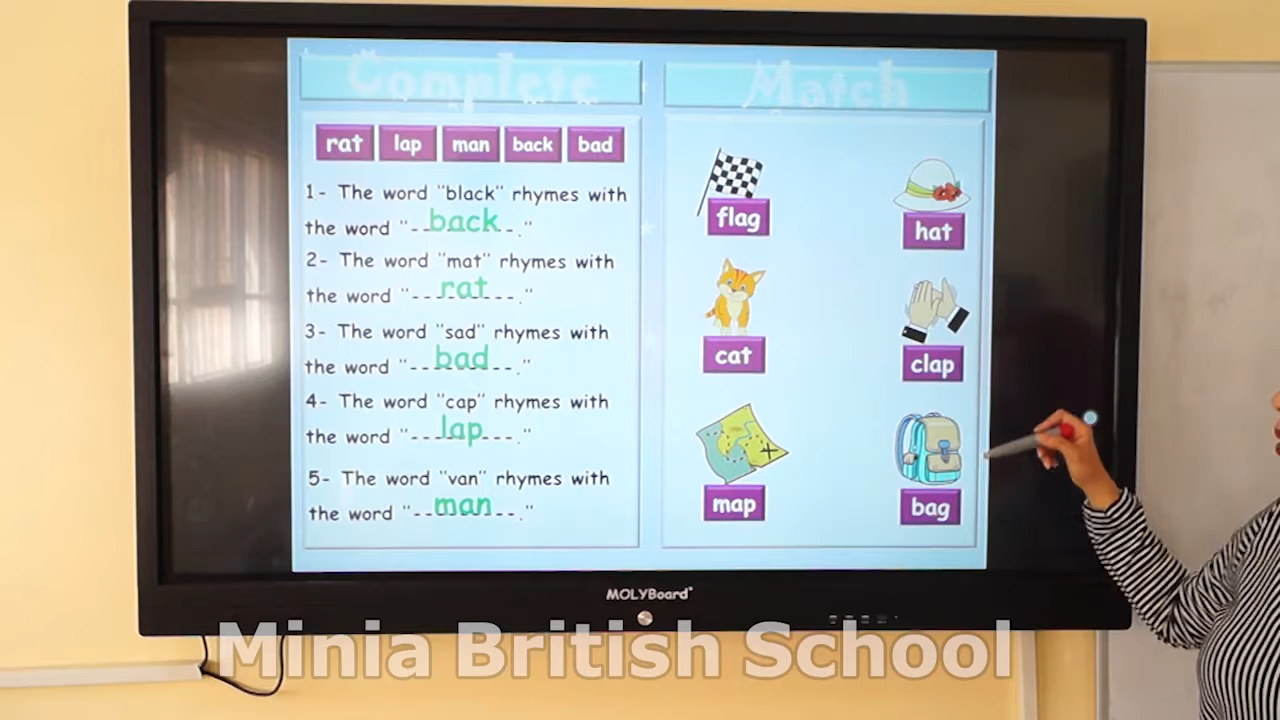 Complete
rat lap man back bad
1- The word "black" rhymes with
the word "--back--."
2- The word "mat" rhymes with
the word "---rat---."
3- The word "sad" rhymes with
the word "--bad--."
4- The word "cap" rhymes with
the word "---lap---."
5- The word "van" rhymes with
the word "--man--."
Match
flag hat
cat clap
map bag
MOLYBoard
Minia British School